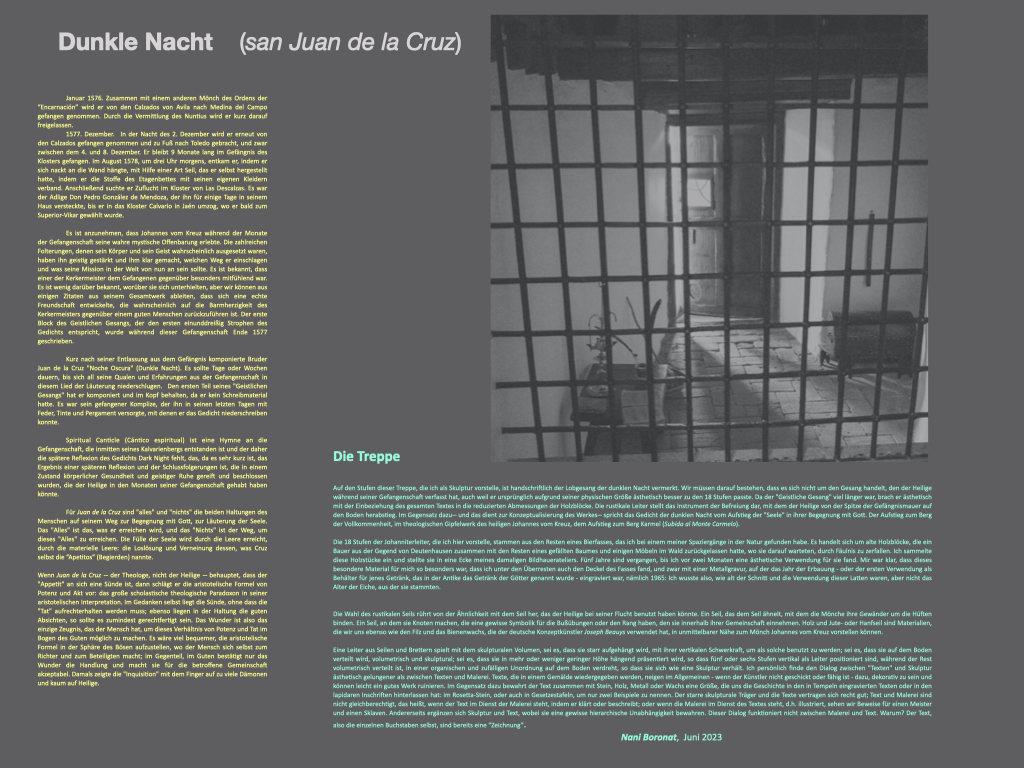 Dunkle Nacht (san Juan de la Cruz)
Januar 1576. Zusammen mit einem anderen Mönch des Ordens der
"Encarnación" wird er von den Calzados von Avila nach Medina del Campo
gefangen genommen. Durch die Vermittlung des Nuntius wird er kurz darauf
freigelassen.
1577. Dezember. In der Nacht des 2. Dezember wird er erneut von
den Calzados gefangen genommen und zu Fuß nach Toledo gebracht, und zwar
zwischen dem 4. und 8. Dezember. Er bleibt 9 Monate lang im Gefängnis des
Klosters gefangen. Im August 1578, um drei Uhr morgens, entkam er, indem er
sich nackt an die Wand hängte, mit Hilfe einer Art Seil, das er selbst hergestellt
hatte, indem er die Stoffe des Etagenbettes mit seinen eigenen Kleidern
verband. Anschließend suchte er Zuflucht im Kloster von Las Descalzas. Es war
der Adlige Don Pedro González de Mendoza, der ihn für einige Tage in seinem
Haus versteckte, bis er in das Kloster Calvario in Jaén umzog, wo er bald zum
Superior-Vikar gewählt wurde.
Es ist anzunehmen, dass Johannes vom Kreuz während der Monate
der Gefangenschaft seine wahre mystische Offenbarung erlebte. Die zahlreichen
Folterungen, denen sein Körper und sein Geist wahrscheinlich ausgesetzt waren,
haben ihn geistig gestärkt und ihm klar gemacht, welchen Weg er einschlagen
und was seine Mission in der Welt von nun an sein sollte. Es ist bekannt, dass
einer der Kerkermeister dem Gefangenen gegenüber besonders mitfühlend war.
Es ist wenig darüber bekannt, worüber sie sich unterhielten, aber wir können aus
einigen Zitaten aus seinem Gesamtwerk ableiten, dass sich eine echte
Freundschaft entwickelte, die wahrscheinlich auf die Barmherzigkeit des
Kerkermeisters gegenüber einem guten Menschen zurückzuführen ist. Der erste
Block des Geistlichen Gesangs, der den ersten einunddreißig Strophen des
Gedichts entspricht, wurde während dieser Gefangenschaft Ende 1577
geschrieben.
Kurz nach seiner Entlassung aus dem Gefängnis komponierte Bruder
Juan de la Cruz "Noche Oscura" (Dunkle Nacht). Es sollte Tage oder Wochen
dauern, bis sich all seine Qualen und Erfahrungen aus der Gefangenschaft in
diesem Lied der Läuterung niederschlugen. Den ersten Teil seines "Geistlichen
Gesangs" hat er komponiert und im Kopf behalten, da er kein Schreibmaterial
hatte. Es war sein gefangener Komplize, der ihn in seinen letzten Tagen mit
Feder, Tinte und Pergament versorgte, mit denen er das Gedicht niederschreiben
konnte.
Spiritual Canticle (Cántico espiritual) ist eine Hymne an die
Gefangenschaft, die inmitten seines Kalvarienbergs entstanden ist und der daher
die spätere Reflexion des Gedichts Dark Night fehlt, das, da es sehr kurz ist, das
Ergebnis einer späteren Reflexion und der Schlussfolgerungen ist, die in einem
Zustand körperlicher Gesundheit und geistiger Ruhe gereift und beschlossen
wurden, die der Heilige in den Monaten seiner Gefangenschaft gehabt haben
könnte.
Für Juan de la Cruz sind "alles" und "nichts" die beiden Haltungen des
Menschen auf seinem Weg zur Begegnung mit Gott, zur Läuterung der Seele.
Das "Alles" ist das, was er erreichen wird, und das "Nichts" ist der Weg, um
dieses "Alles" zu erreichen. Die Fülle der Seele wird durch die Leere erreicht,
durch die materielle Leere: die Loslösung und Verneinung dessen, was Cruz
selbst die "Apetitos" (Begierden) nannte.
Wenn Juan de la Cruz — der Theologe, nicht der Heilige — behauptet, dass der
"Appetit" an sich eine Sünde ist, dann schlägt er die aristotelische Formel von
Potenz und Akt vor: das große scholastische theologische Paradoxon in seiner
aristotelischen Interpretation. Im Gedanken selbst liegt die Sünde, ohne dass die
"Tat" aufrechterhalten werden muss; ebenso liegen in der Haltung die guten
Absichten, so sollte es zumindest gerechtfertigt sein. Das Wunder ist also das
einzige Zeugnis, das der Mensch hat, um dieses Verhältnis von Potenz und Tat im
Bogen des Guten möglich zu machen. Es wäre viel bequemer, die aristotelische
Formel in der Sphäre des Bösen aufzustellen, wo der Mensch sich selbst zum
Richter und zum Beteiligten macht; im Gegenteil, im Guten bestätigt nur das
Wunder die Handlung und macht sie für die betroffene Gemeinschaft
akzeptabel. Damals zeigte die "Inquisition" mit dem Finger auf zu viele Dämonen
und kaum auf Heilige.
Die Treppe
Auf den Stufen dieser Treppe, die ich als Skulptur vorstelle, ist handschriftlich der Lobgesang der dunklen Nacht vermerkt. Wir müssen darauf bestehen, dass es sich nicht um den Gesang handelt, den der Heilige
während seiner Gefangenschaft verfasst hat, auch weil er ursprünglich aufgrund seiner physischen Größe ästhetisch besser zu den 18 Stufen passte. Da der "Geistliche Gesang" viel länger war, brach er ästhetisch
mit der Einbeziehung des gesamten Textes in die reduzierten Abmessungen der Holzblöcke. Die rustikale Leiter stellt das Instrument der Befreiung dar, mit dem der Heilige von der Spitze der Gefängnismauer auf
den Boden herabstieg. Im Gegensatz dazu— und das dient zur Konzeptualisierung des Werkes— spricht das Gedicht der dunklen Nacht vom Aufstieg der "Seele" in ihrer Begegnung mit Gott. Der Aufstieg zum Berg
der Vollkommenheit, im theologischen Gipfelwerk des heiligen Johannes vom Kreuz, dem Aufstieg zum Berg Karmel (Subida al Monte Carmelo).
Die 18 Stufen der Johanniterleiter, die ich hier vorstelle, stammen aus den Resten eines Bierfasses, das ich bei einem meiner Spaziergänge in der Natur gefunden habe. Es handelt sich um alte Holzblöcke, die ein
Bauer aus der Gegend von Deutenhausen zusammen mit den Resten eines gefällten Baumes und einigen Möbeln im Wald zurückgelassen hatte, wo sie darauf warteten, durch Fäulnis zu zerfallen. Ich sammelte
diese Holzstücke ein und stellte sie in eine Ecke meines damaligen Bildhauerateliers. Fünf Jahre sind vergangen, bis ich vor zwei Monaten eine ästhetische Verwendung für sie fand. Mir war klar, dass dieses
besondere Material für mich so besonders war, dass ich unter den Überresten auch den Deckel des Fasses fand, und zwar mit einer Metallgravur, auf der das Jahr der Erbauung - oder der ersten Verwendung als
Behälter für jenes Getränk, das in der Antike das Getränk der Götter genannt wurde - eingraviert war, nämlich 1965: Ich wusste also, wie alt der Schnitt und die Verwendung dieser Latten waren, aber nicht das
Alter der Eiche, aus der sie stammten.
Die Wahl des rustikalen Seils rührt von der Ähnlichkeit mit dem Seil her, das der Heilige bei seiner Flucht benutzt haben könnte. Ein Seil, das dem Seil ähnelt, mit dem die Mönche ihre Gewänder um die Hüften
binden. Ein Seil, an dem sie Knoten machen, die eine gewisse Symbolik für die Bußübungen oder den Rang haben, den sie innerhalb ihrer Gemeinschaft einnehmen. Holz und Jute- oder Hanfseil sind Materialien,
die wir uns ebenso wie den Filz und das Bienenwachs, die der deutsche Konzeptkünstler Joseph Beuys verwendet hat, in unmittelbarer Nähe zum Mönch Johannes vom Kreuz vorstellen können.
Eine Leiter aus Seilen und Brettern spielt mit dem skulpturalen Volumen, sei es, dass sie starr aufgehängt wird, mit ihrer vertikalen Schwerkraft, um als solche benutzt zu werden; sei es, dass sie auf dem Boden
verteilt wird, volumetrisch und skulptural; sei es, dass sie in mehr oder weniger geringer Höhe hängend präsentiert wird, so dass fünf oder sechs Stufen vertikal als Leiter positioniert sind, während der Rest
volumetrisch verteilt ist, in einer organischen und zufälligen Unordnung auf dem Boden verdreht, so dass sie sich wie eine Skulptur verhält. Ich persönlich finde den Dialog zwischen "Texten" und Skulptur
ästhetisch gelungener als zwischen Texten und Malerei. Texte, die in einem Gemälde wiedergegeben werden, neigen im Allgemeinen - wenn der Künstler nicht geschickt oder fähig ist - dazu, dekorativ zu sein und
können leicht ein gutes Werk ruinieren. Im Gegensatz dazu bewahrt der Text zusammen mit Stein, Holz, Metall oder Wachs eine Größe, die uns die Geschichte in den in Tempeln eingravierten Texten oder in den
lapidaren Inschriften hinterlassen hat: im Rosetta-Stein, oder auch in Gesetzestafeln, um nur zwei Beispiele zu nennen. Der starre skulpturale Träger und die Texte vertragen sich recht gut; Text und Malerei sind
nicht gleichberechtigt, das heißt, wenn der Text im Dienst der Malerei steht, indem er klärt oder beschreibt; oder wenn die Malerei im Dienst des Textes steht, d.h. illustriert, sehen wir Beweise für einen Meister
und einen Sklaven. Andererseits ergänzen sich Skulptur und Text, wobei sie eine gewisse hierarchische Unabhängigkeit bewahren. Dieser Dialog funktioniert nicht zwischen Malerei und Text. Warum? Der Text,
also die einzelnen Buchstaben selbst, sind bereits eine "Zeichnung".
Nani Boronat, Juni 2023